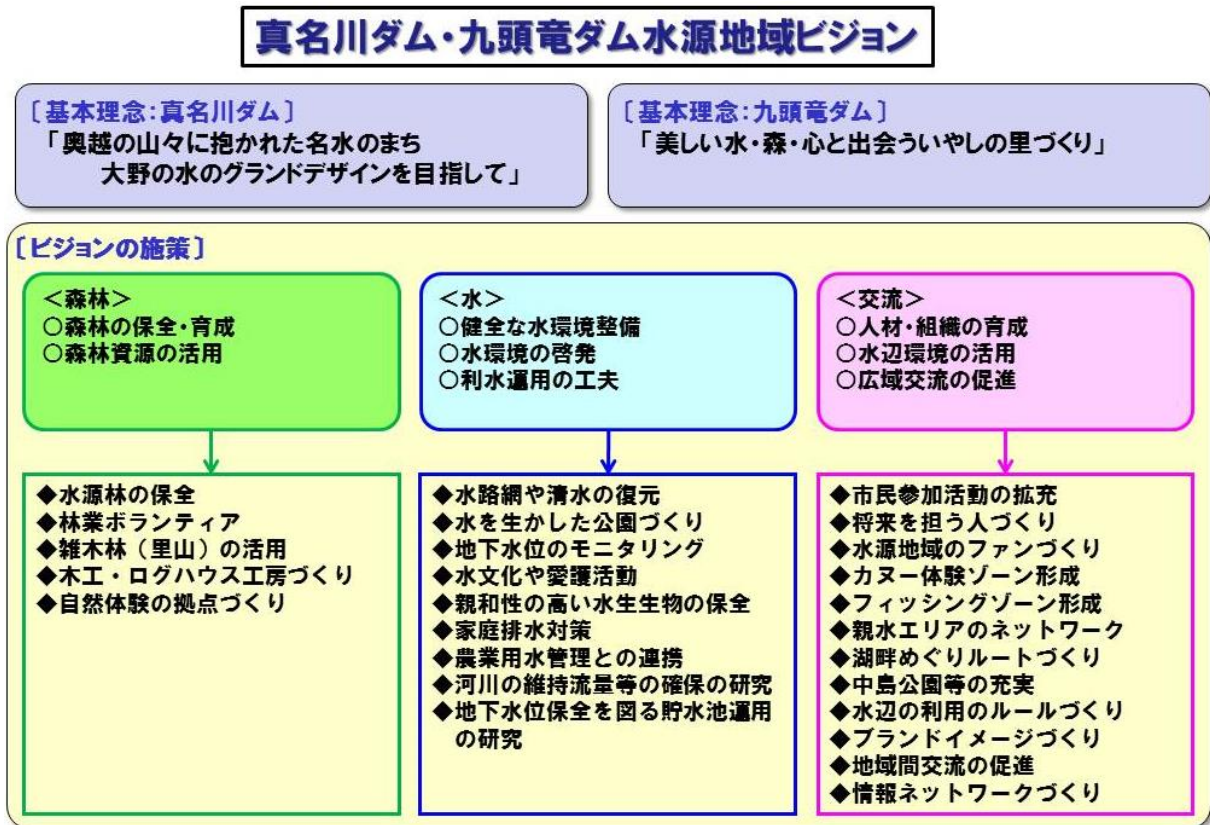 真名川ダム・九頭竜ダム水源地域ビジョン
［基本理念：真名川ダム］
「奥越の山々に抱かれた名水のまち
大野の水のグランドデザインを目指して」
［基本理念：九頭竜ダム］
「美しい水・森・心と出会ういやしの里づくり」
［ビジョンの施策］
＜森林＞
○森林の保全・育成
○森林資源の活用
◆水源林の保全
◆林業ボランティア
◆雑木林（里山）の活用
◆木工・ログハウス工房づくり
◆自然体験の拠点づくり
＜水＞
○健全な水環境整備
○水環境の啓発
○利水運用の工夫
◆水路網や清水の復元
◆水を生かした公園づくり
◆地下水位のモニタリング
◆水文化や愛護活動
◆親和性の高い水生生物の保全
◆家庭排水対策
◆農業用水管理との連携
◆河川の維持流量等の確保の研究
◆地下水位保全を図る貯水池運用
の研究
＜交流＞
○人材・組織の育成
○水辺環境の活用
○広域交流の促進
◆市民参加活動の拡充
◆将来を担う人づくり
◆水源地域のファンづくり
◆カヌー体験ゾーン形成
◆フィッシングゾーン形成
◆親水エリアのネットワーク
◆湖畔めぐりルートづくり
◆中島公園等の充実
◆水辺の利用のルールづくり
◆ブランドイメージづくり
◆地域間交流の促進
◆情報ネットワークづくり